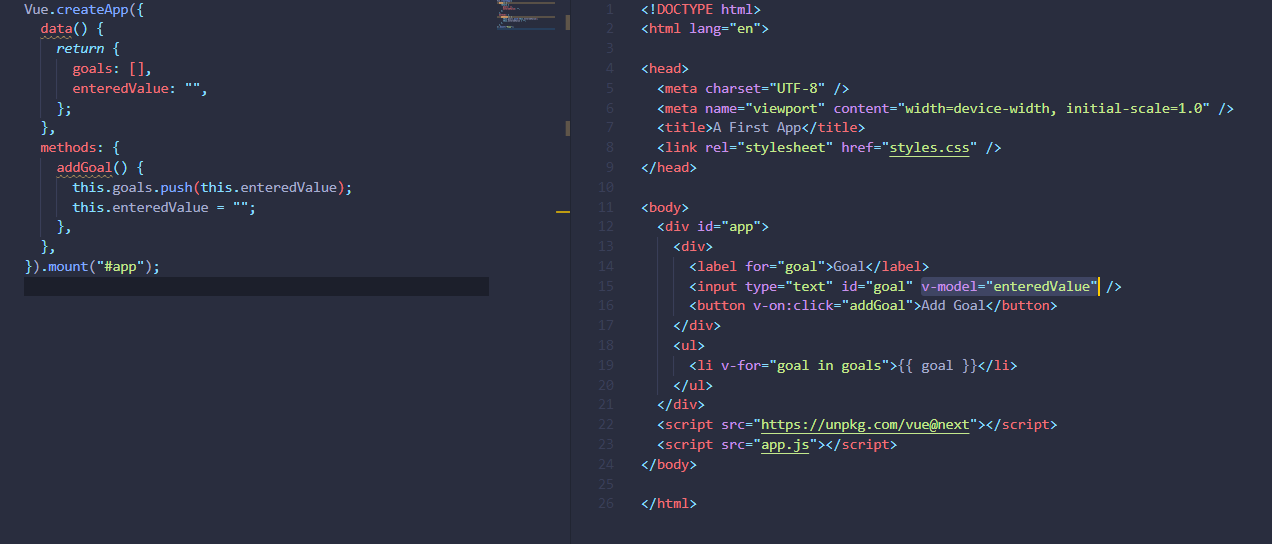 Vue.createApp({
data() {
return {
goals: [],
enteredValue: "",
};
},
methods: {
addGoal() {
this.goals.push(this.enteredValue);
this.enteredValue = "";
},
},
}).mount("#app");
1 <!DOCTYPE html>
2 <html lang="en">
3
4 <head>
5 <meta charset="UTF-8" />
6 <meta name="viewport" content="width=device-width, initial-scale=1.0" />
7 <title>A First App</title>
8 <link rel="stylesheet" href="styles.css" />
9 </head>
10
11 <body>
12 <div id="app">
13 <div>
14 <label for="goal">Goal</label>
15 <input type="text" id="goal" v-model="enteredValue" />
16 <button v-on:click="addGoal">Add Goal</button>
17 </div>
18 <ul>
19 <li v-for="goal in goals">{{ goal }}</li>
20 </ul>
21 </div>
22 <script src="https://unpkg.com/vue@next"></script>
23 <script src="app.js"></script>
24 </body>
25
26 </html>